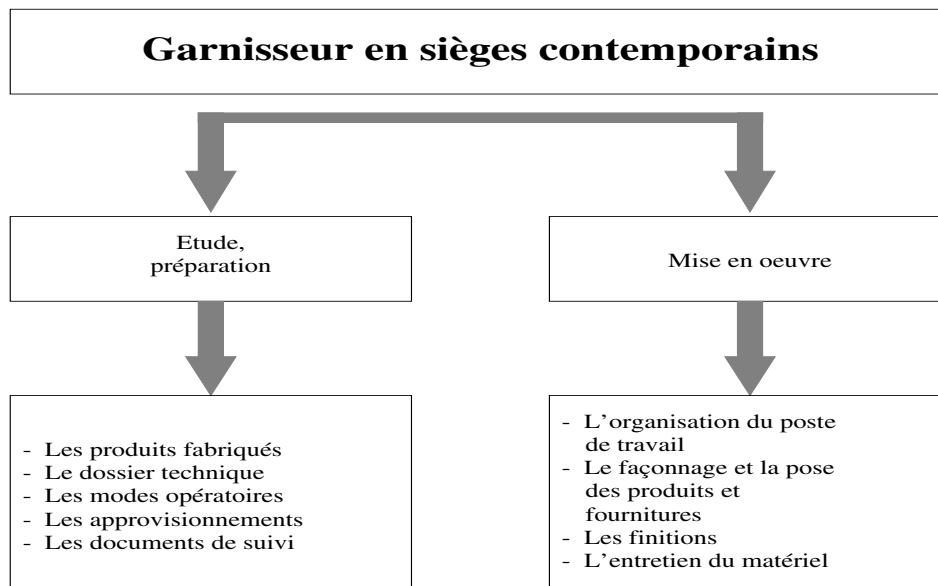 Garnisseur en sièges contemporains
Etude,
préparation
Mise en oeuvre
- Les produits fabriqués
- Le dossier technique
- Les modes opératoires
- Les approvisionnements
- Les documents de suivi
- L'organisation du poste
de travail
- Le façonnage et la pose
des produits et
fournitures
- Les finitions
- L'entretien du matériel